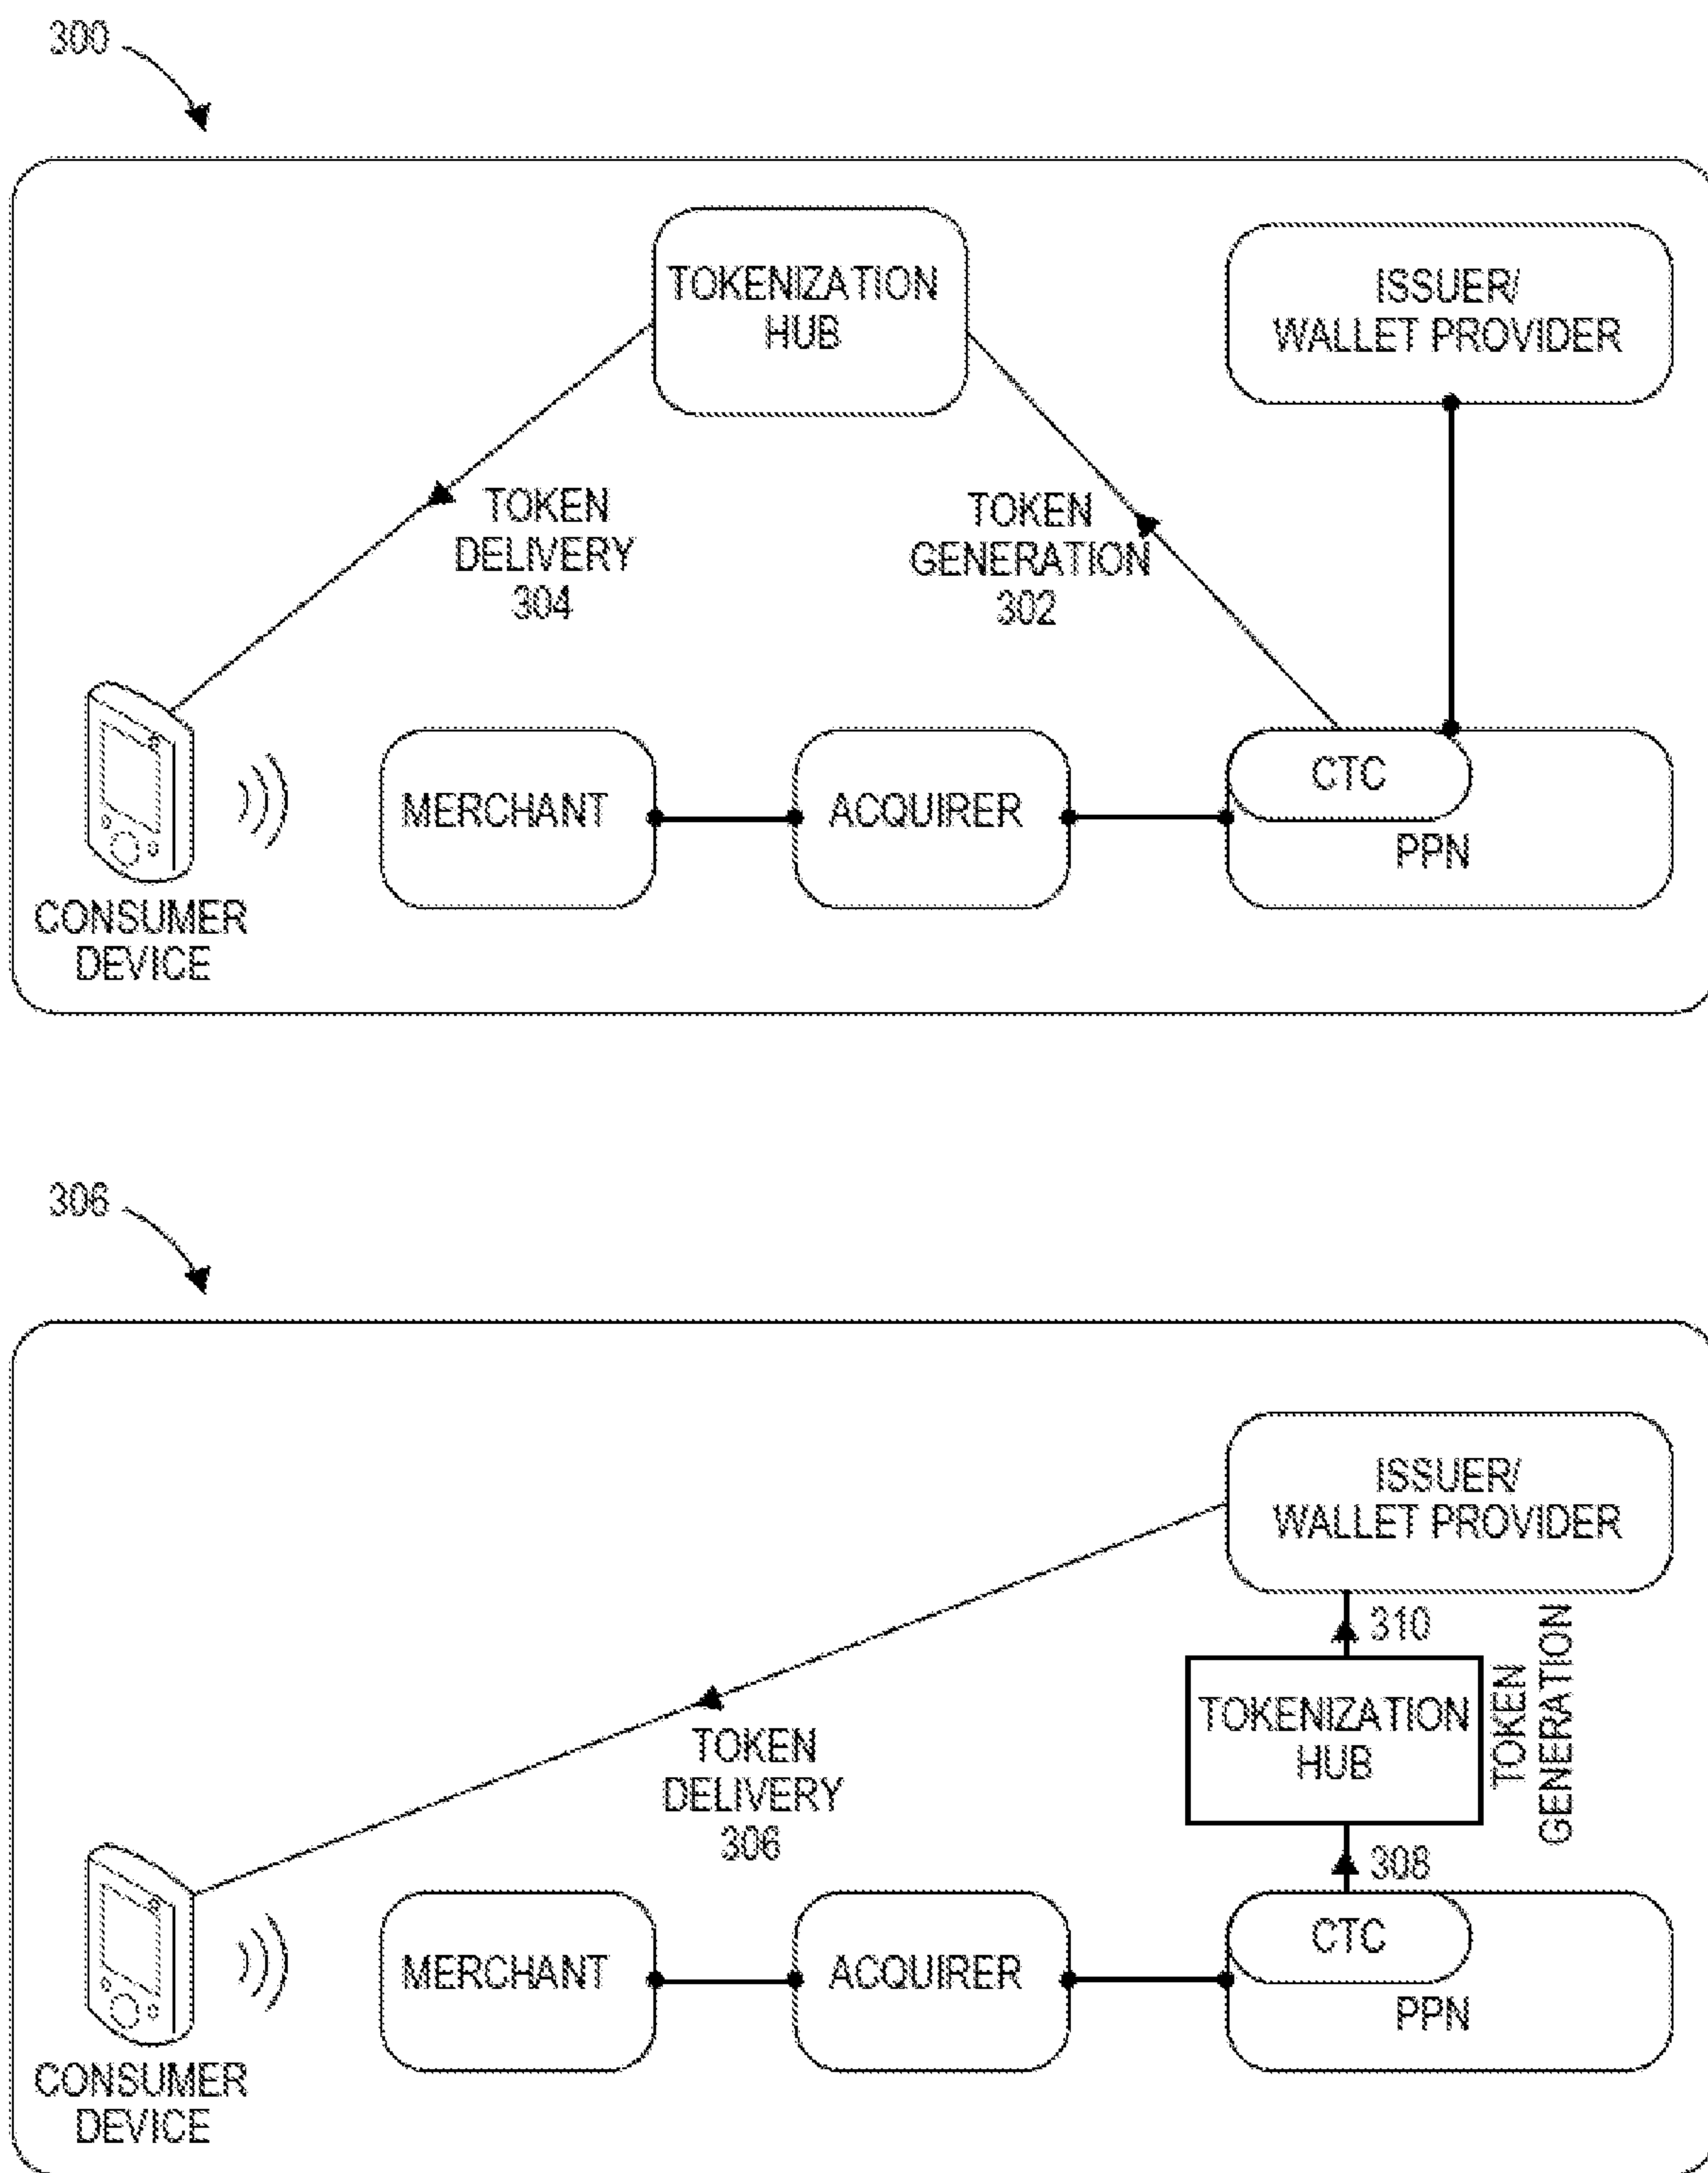 300
TOKENIZATION
HUB
ISSUER/
WALLET PROVIDER
TOKEN
DELIVERY
304
TOKEN
GENERATION
302
MERCHANT
ACQUIRER
CTC
PPN
CONSUMER
DEVICE
306
ISSUER/
WALLET PROVIDER
310
TOKENIZATION
HUB
TOKEN
GENERATION
308
TOKEN
DELIVERY
306
MERCHANT
ACQUIRER
CTC
PPN
CONSUMER
DEVICE